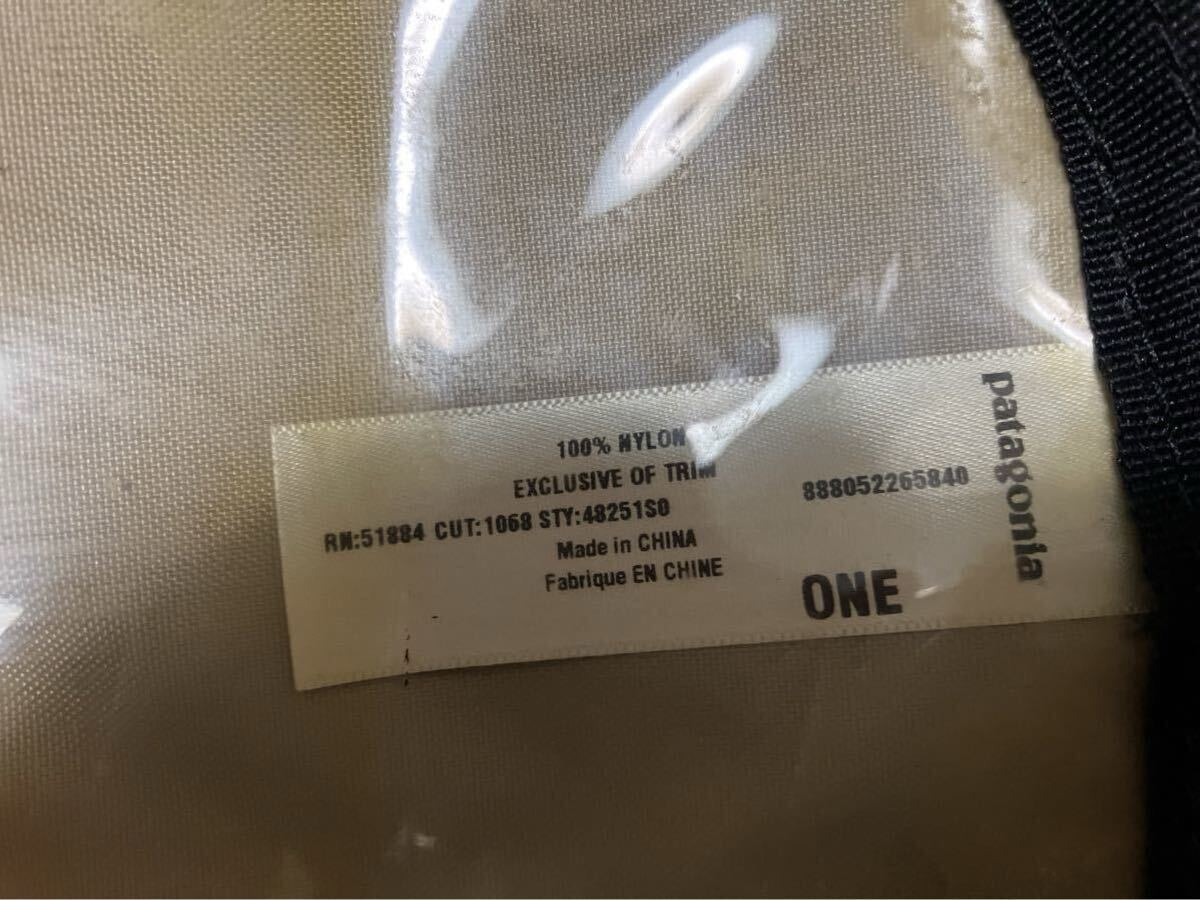 100% NYLON
EXCLUSIVE OF TRIM
RN:51884 CUT:1068 STY:48251S0
Made in CHINA
Fabrique EN CHINE
888052265840
ONE
patagonia